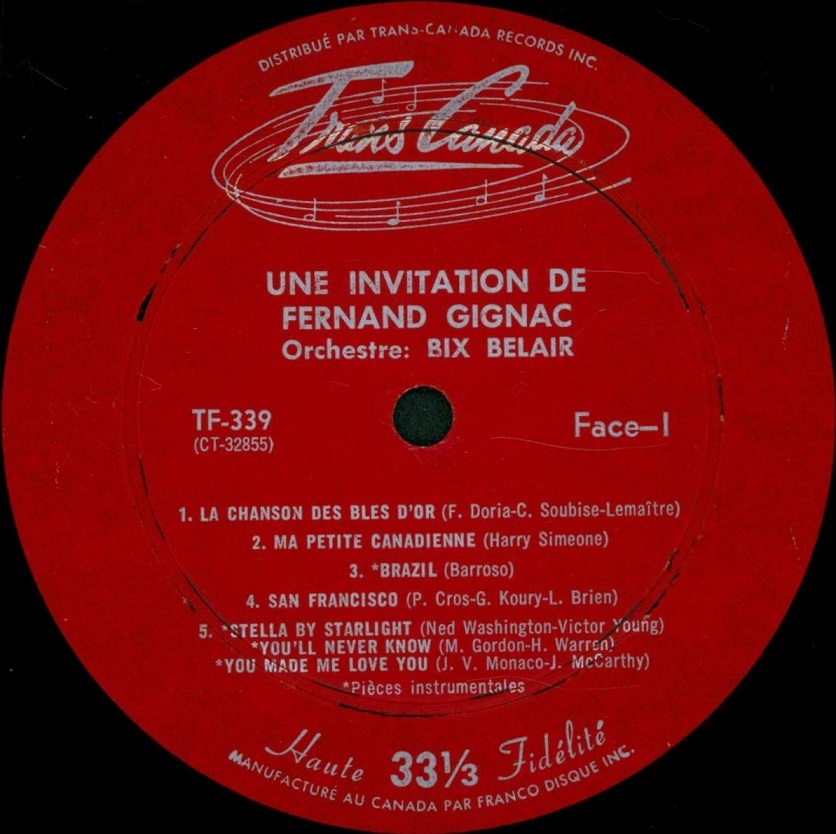 DISTRIBUÉ PAR TRANS-CANADA RECORDS INC.
Trans Canada
UNE INVITATION DE
FERNAND GIGNAC
Orchestre: BIX BELAIR
TF-339
(CT-32855)
Face—1
1. LA CHANSON DES BLES D'OR (F. Doria-C. Soubise-Lemaître)
2. MA PETITE CANADIENNE (Harry Simeone)
3. *BRAZIL (Barroso)
4. SAN FRANCISCO (P. Cros-G. Koury-L. Brien)
5. *STELLA BY STARLIGHT (Ned Washington-Victor Young)
*YOU'LL NEVER KNOW (M. Gordon-H. Warren)
*YOU MADE ME LOVE YOU (J. V. Monaco-J. McCarthy)
*Pièces instrumentales
Haute 33⅓ Fidélité
MANUFACTURÉ AU CANADA PAR FRANCO DISQUE INC.